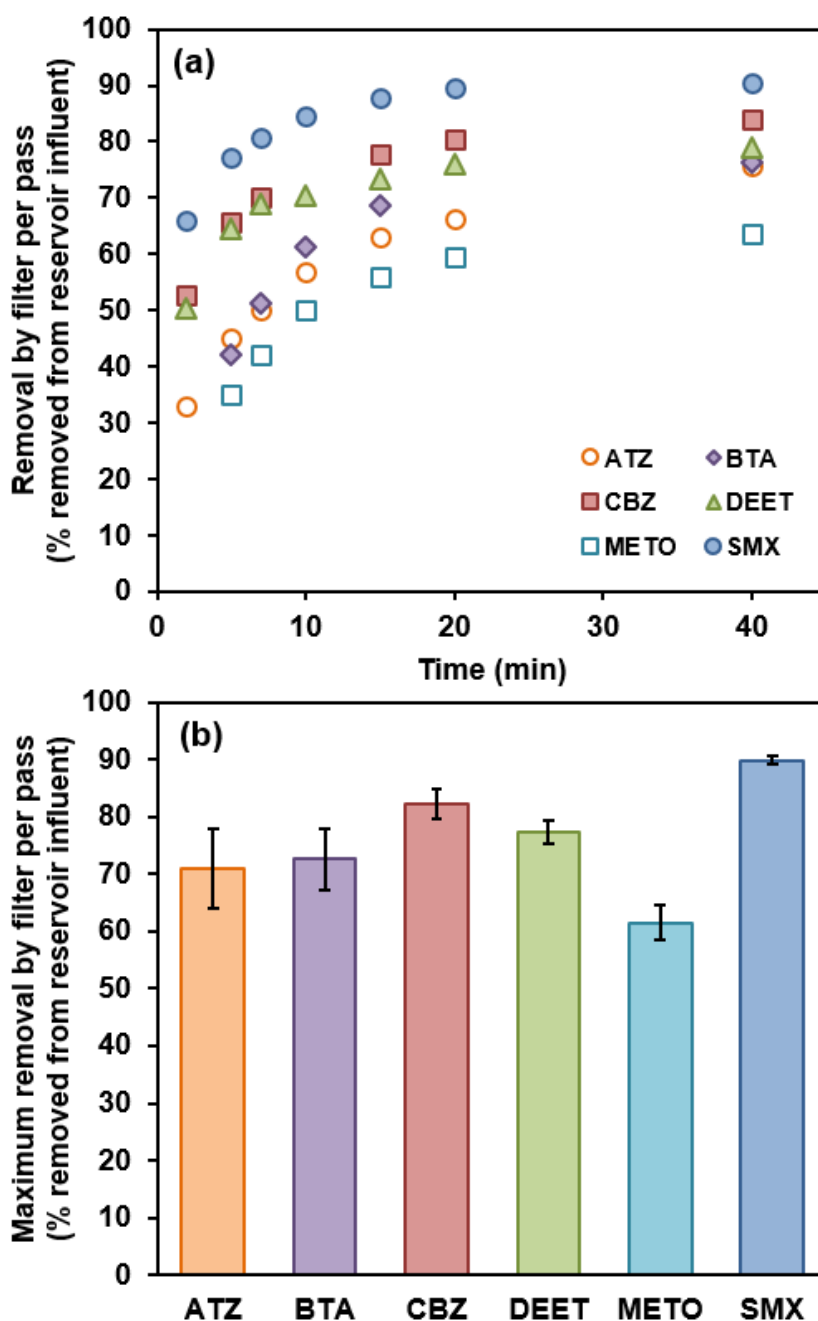 (a)
Removal by filter per pass
(% removed from reservoir influent)
100
90
80
70
60
50
40
30
20
10
0
ATZ BTA
CBZ DEET
METO SMX
0 10 20 30 40
Time (min)
(b)
Maximum removal by filter per pass
(% removed from reservoir influent)
100
90
80
70
60
50
40
30
20
10
0
ATZ BTA CBZ DEET METO SMX